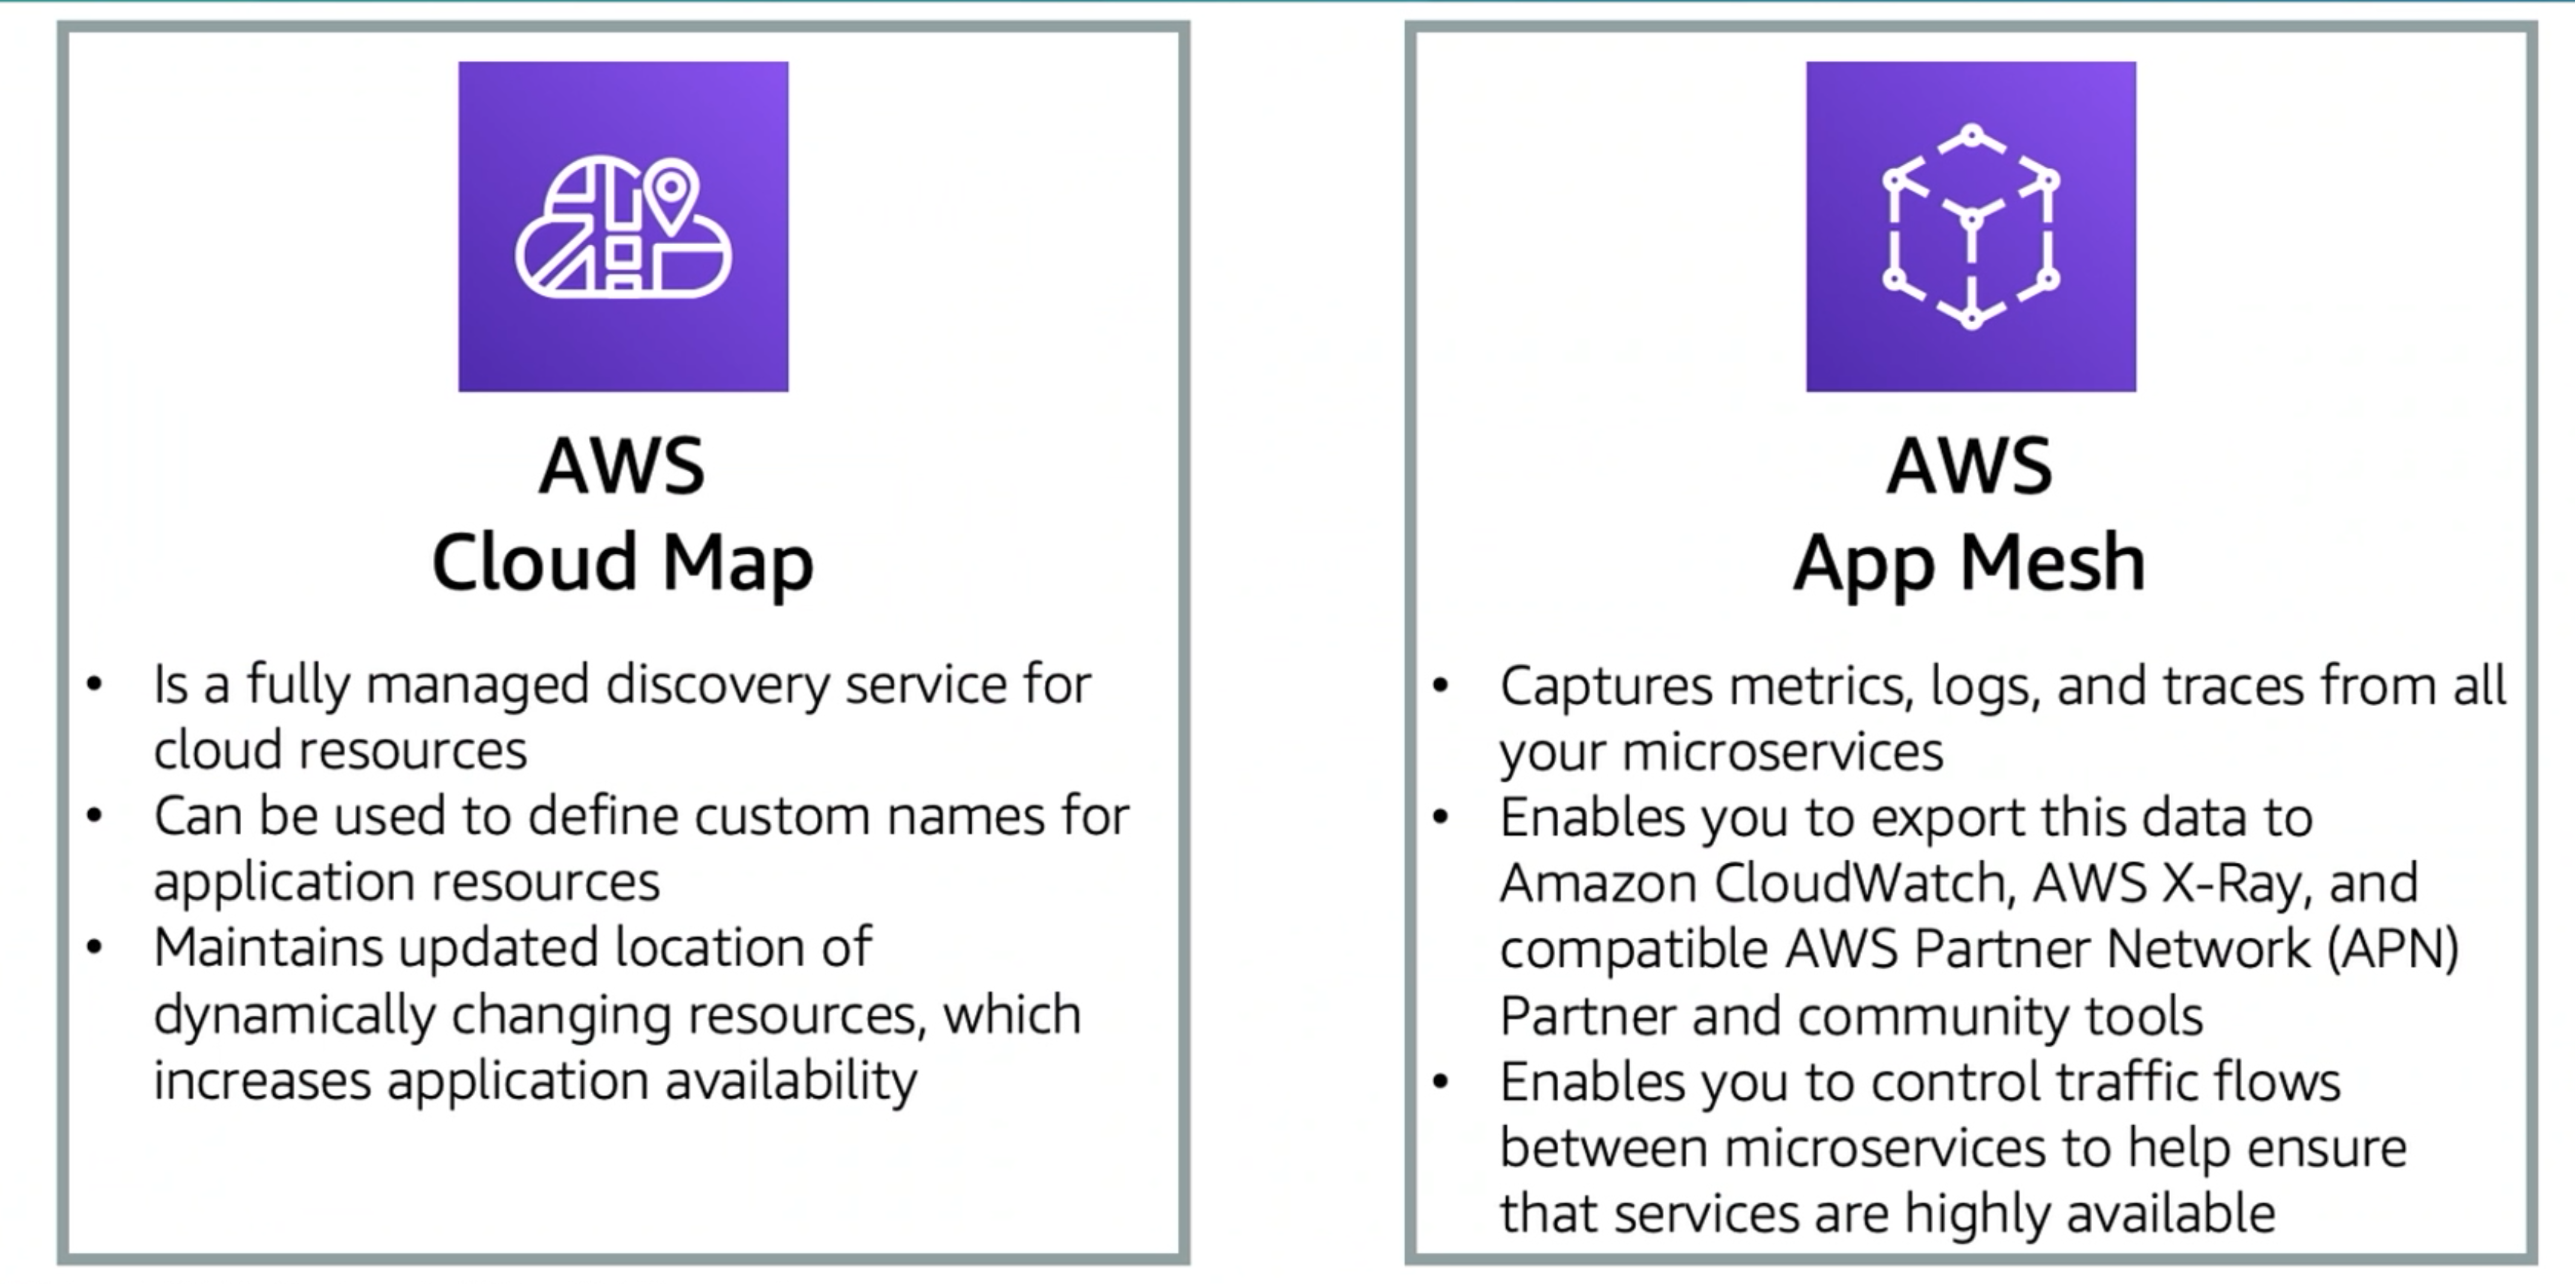 AWS
Cloud Map
• Is a fully managed discovery service for
cloud resources
• Can be used to define custom names for
application resources
• Maintains updated location of
dynamically changing resources, which
increases application availability
AWS
App Mesh
• Captures metrics, logs, and traces from all
your microservices
• Enables you to export this data to
Amazon CloudWatch, AWS X-Ray, and
compatible AWS Partner Network (APN)
Partner and community tools
• Enables you to control traffic flows
between microservices to help ensure
that services are highly available